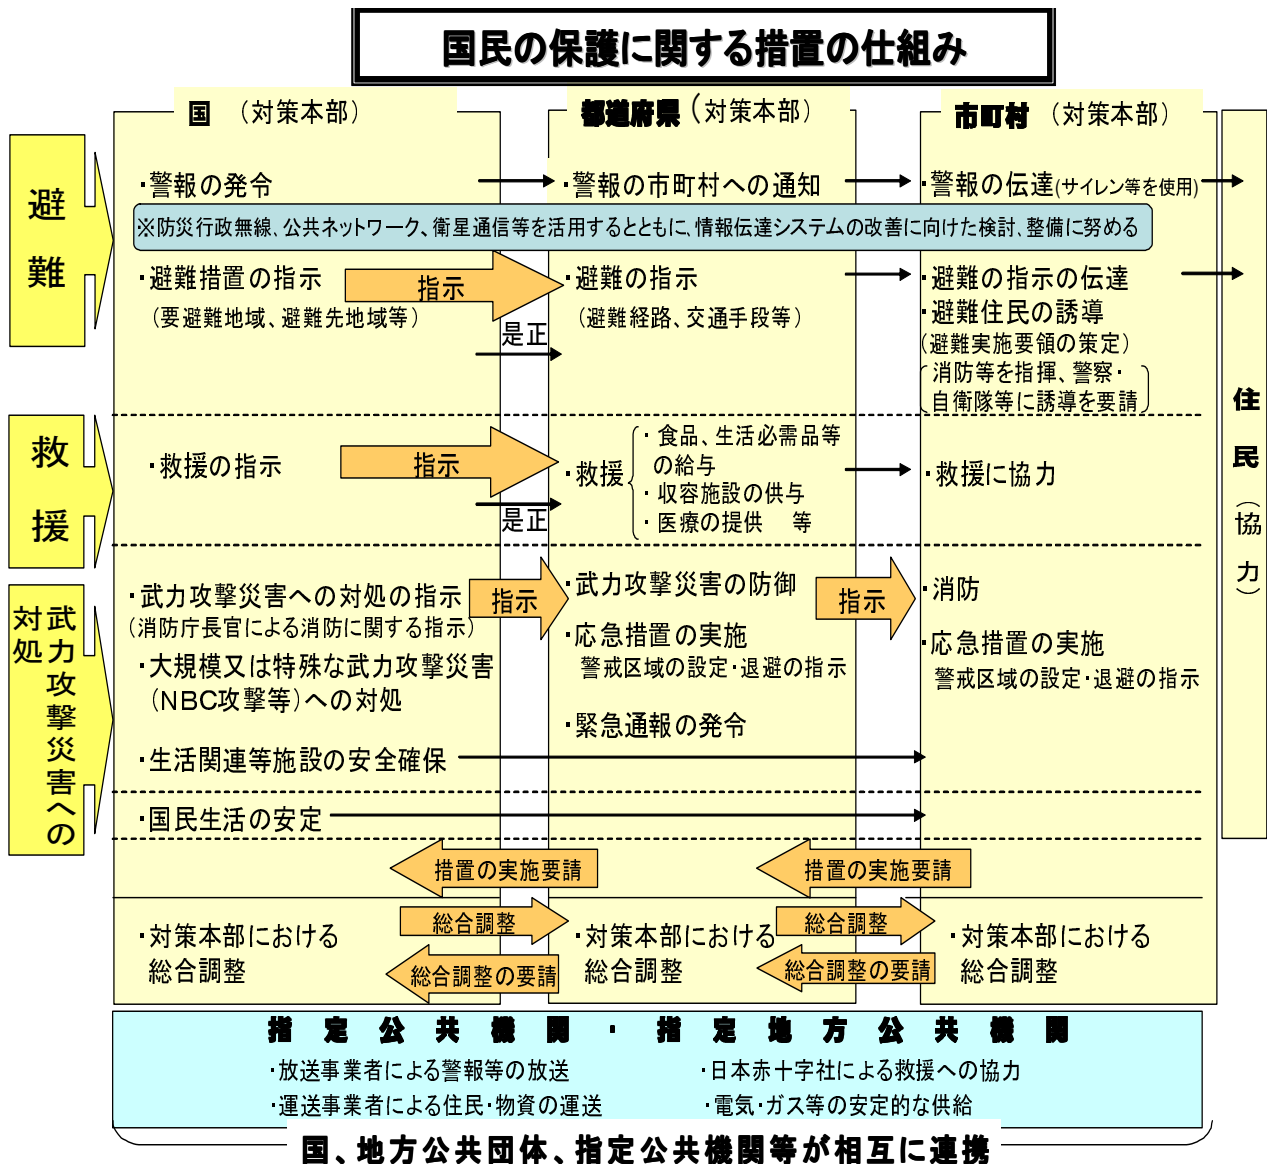 国民の保護に関する措置の仕組み
国 (対策本部)
都道府県 (対策本部)
市町村 (対策本部)
避難
・警報の発令
・警報の市町村への通知
・警報の伝達(サイレン等を使用)
※防災行政無線、公共ネットワーク、衛星通信等を活用するとともに、情報伝達システムの改善に向けた検討、整備に努める
・避難措置の指示
(要避難地域、避難先地域等)
指示
是正
・避難の指示
(避難経路、交通手段等)
・避難の指示の伝達
・避難住民の誘導
(避難実施要領の策定)
消防等を指揮、警察・
自衛隊等に誘導を要請
救援
・救援の指示
指示
是正
・救援
・食品、生活必需品等
の給与
・収容施設の供与
・医療の提供 等
・救援に協力
住民(協力)
武力攻撃災害への
対処
・武力攻撃災害への対処の指示
(消防庁長官による消防に関する指示)
・大規模又は特殊な武力攻撃災害
(NBC攻撃等)への対処
・生活関連等施設の安全確保
指示
・武力攻撃災害の防御
・応急措置の実施
警戒区域の設定・退避の指示
・緊急通報の発令
指示
・消防
・応急措置の実施
警戒区域の設定・退避の指示
・国民生活の安定
措置の実施要請
措置の実施要請
・対策本部における
総合調整
総合調整
総合調整の要請
・対策本部における
総合調整
総合調整
総合調整の要請
・対策本部における
総合調整
指定公共機関・指定地方公共機関
・放送事業者による警報等の放送
・日本赤十字社による救援への協力
・運送事業者による住民・物資の運送
・電気・ガス等の安定的な供給
国、地方公共団体、指定公共機関等が相互に連携